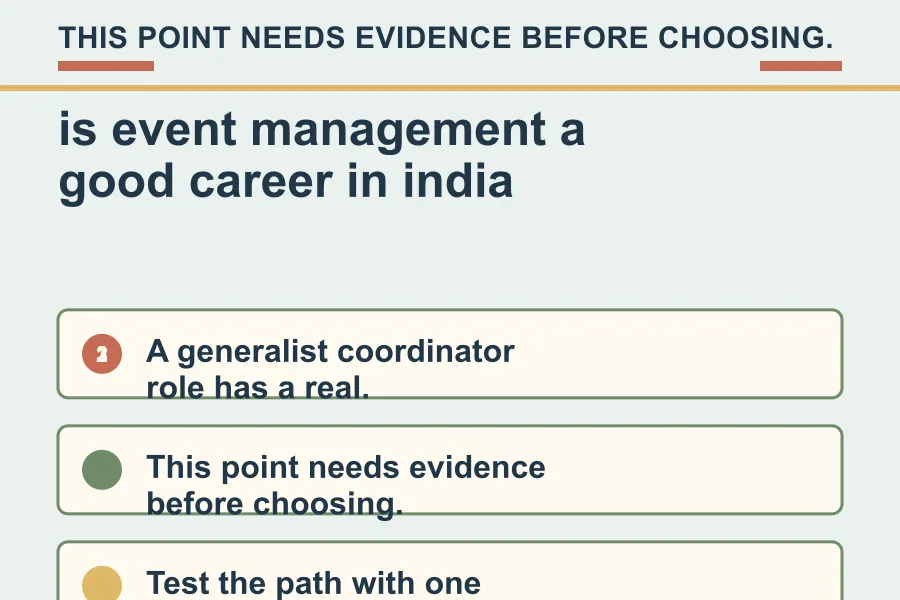 THIS POINT NEEDS EVIDENCE BEFORE CHOOSING.
is event management a
good career in india
A generalist coordinator
role has a real.
This point needs evidence
before choosing.
Test the path with one